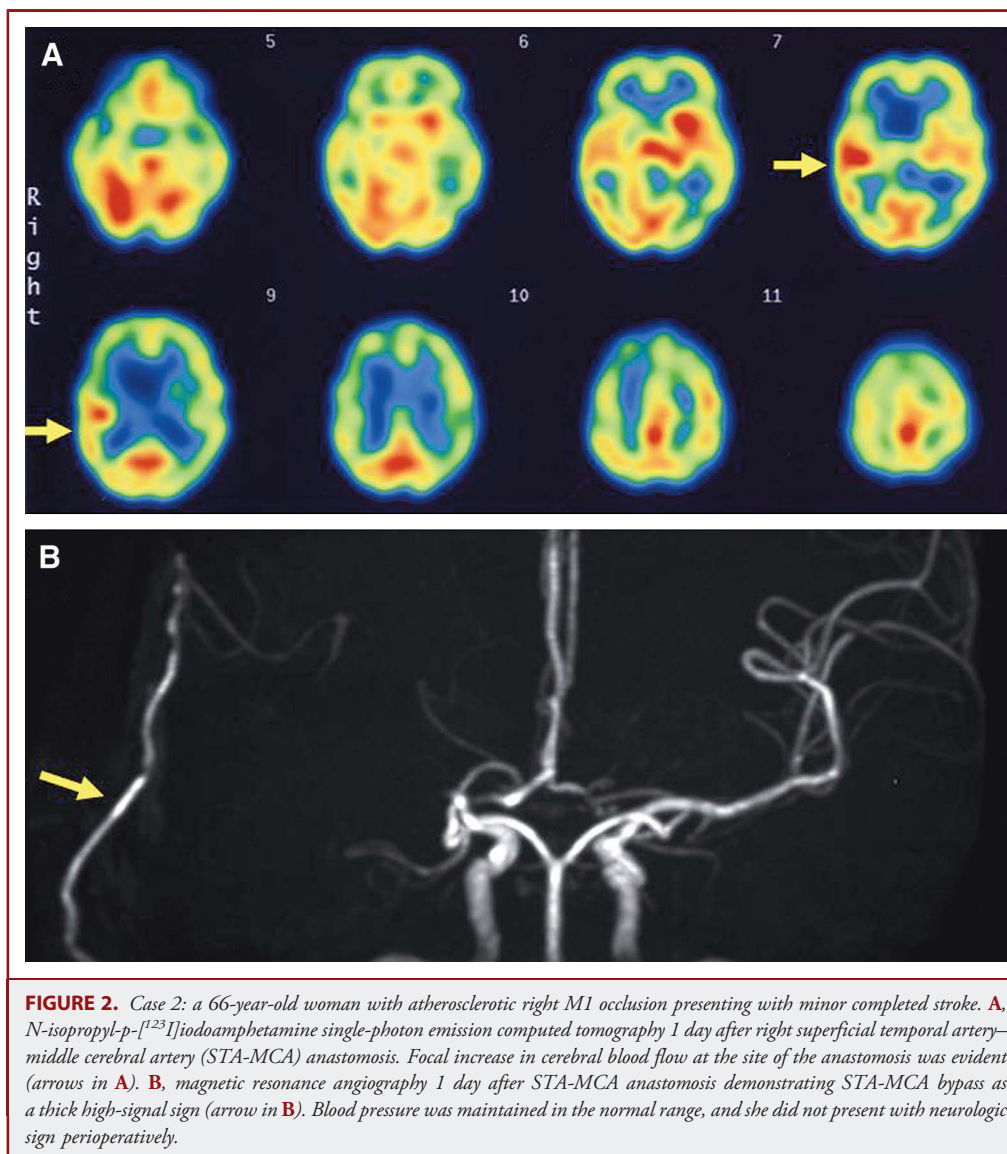 A
5
6
7
Right
9
10
11
B
FIGURE 2. Case 2: a 66-year-old woman with atherosclerotic right M1 occlusion presenting with minor completed stroke. A,
N-isopropyl-p-[¹²³I]iodoamphetamine single-photon emission computed tomography 1 day after right superficial temporal artery–
middle cerebral artery (STA-MCA) anastomosis. Focal increase in cerebral blood flow at the site of the anastomosis was evident
(arrows in A). B, magnetic resonance angiography 1 day after STA-MCA anastomosis demonstrating STA-MCA bypass as
a thick high-signal sign (arrow in B). Blood pressure was maintained in the normal range, and she did not present with neurologic
sign perioperatively.